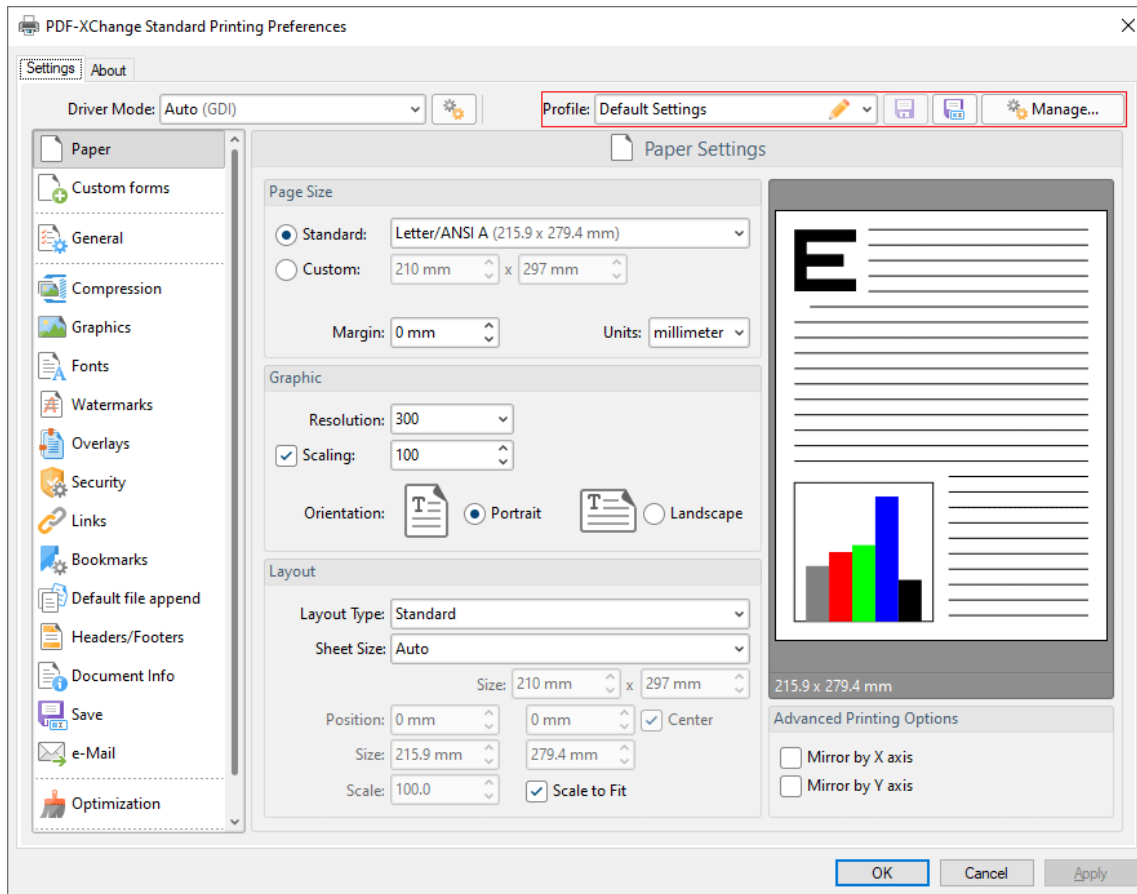 PDF-XChange Standard Printing Preferences
Settings About
Driver Mode: Auto (GDI) Profile: Default Settings Manage...
Paper
Custom forms
General
Compression
Graphics
Fonts
Watermarks
Overlays
Security
Links
Bookmarks
Default file append
Headers/Footers
Document Info
Save
e-Mail
Optimization
Paper Settings
Page Size
Standard: Letter/ANSI A (215.9 x 279.4 mm)
Custom: 210 mm x 297 mm
Margin: 0 mm Units: millimeter
Graphic
Resolution: 300
Scaling: 100
Orientation: T Portrait T Landscape
Layout
Layout Type: Standard
Sheet Size: Auto
Size: 210 mm x 297 mm
Position: 0 mm 0 mm Center
Size: 215.9 mm 279.4 mm
Scale: 100.0 Scale to Fit
E
215.9 x 279.4 mm
Advanced Printing Options
Mirror by X axis
Mirror by Y axis
OK Cancel Apply